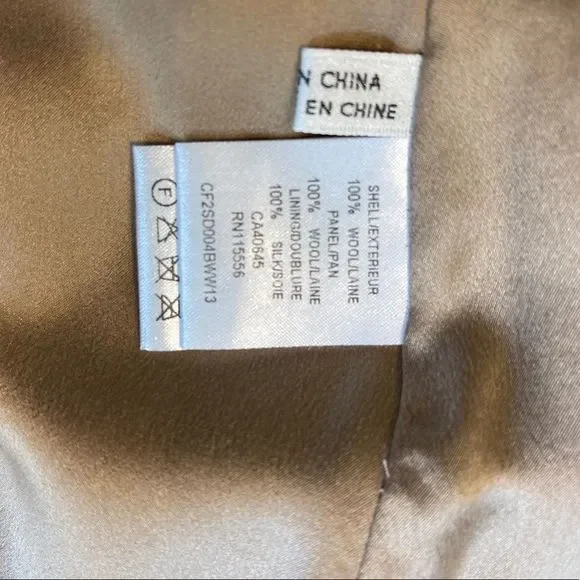 N CHINA
EN CHINE
SHELL/EXTERIEUR
100% WOOL/LAINE
PANEL/PAN
100% WOOL/LAINE
LINING/DOUBLURE
100% SILK/SOIE
CA40645
RN115556
CF2SD004BWV/13
F